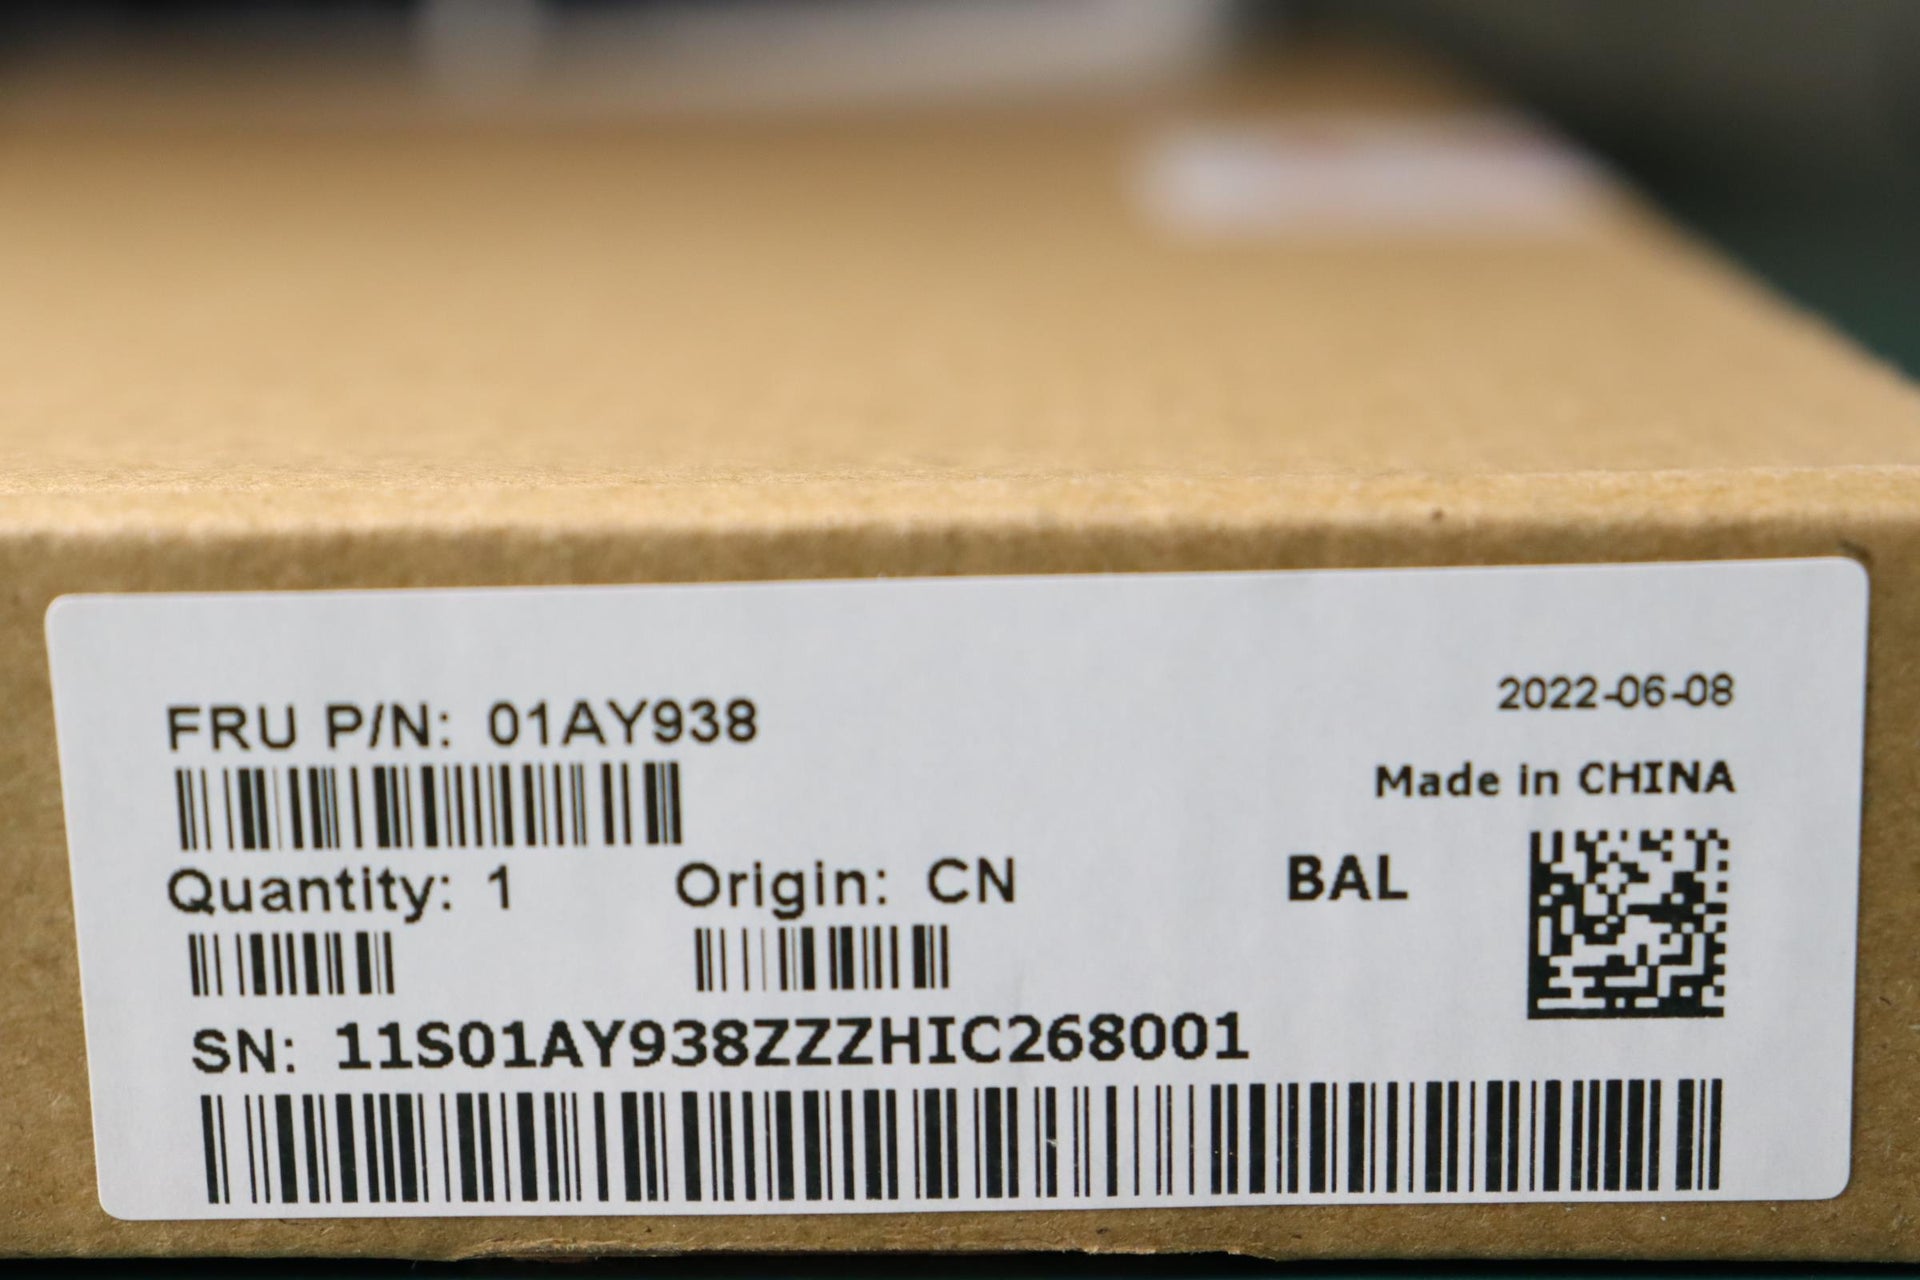 2022-06-08
FRU P/N: 01AY938
Made in CHINA
Quantity: 1 Origin: CN BAL
SN: 11S01AY938ZZZHIC268001